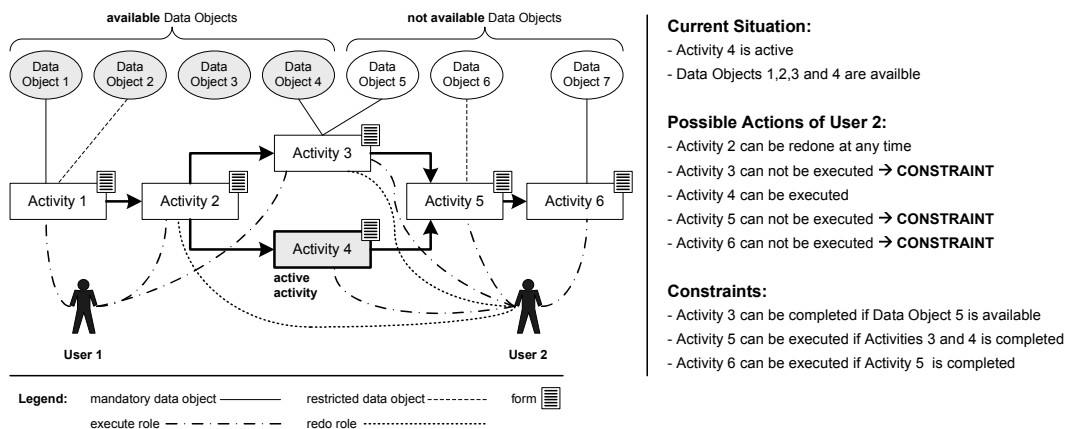 available Data Objects
not available Data Objects
Data Object 1
Data Object 2
Data Object 3
Data Object 4
Data Object 5
Data Object 6
Data Object 7
Activity 3
Activity 1
Activity 2
Activity 5
Activity 6
Activity 4
active
activity
User 1
User 2
Legend:
mandatory data object
restricted data object
form
execute role
redo role
Current Situation:
- Activity 4 is active
- Data Objects 1,2,3 and 4 are availble
Possible Actions of User 2:
- Activity 2 can be redone at any time
- Activity 3 can not be executed → CONSTRAINT
- Activity 4 can be executed
- Activity 5 can not be executed → CONSTRAINT
- Activity 6 can not be executed → CONSTRAINT
Constraints:
- Activity 3 can be completed if Data Object 5 is available
- Activity 5 can be executed if Activities 3 and 4 is completed
- Activity 6 can be executed if Activity 5 is completed